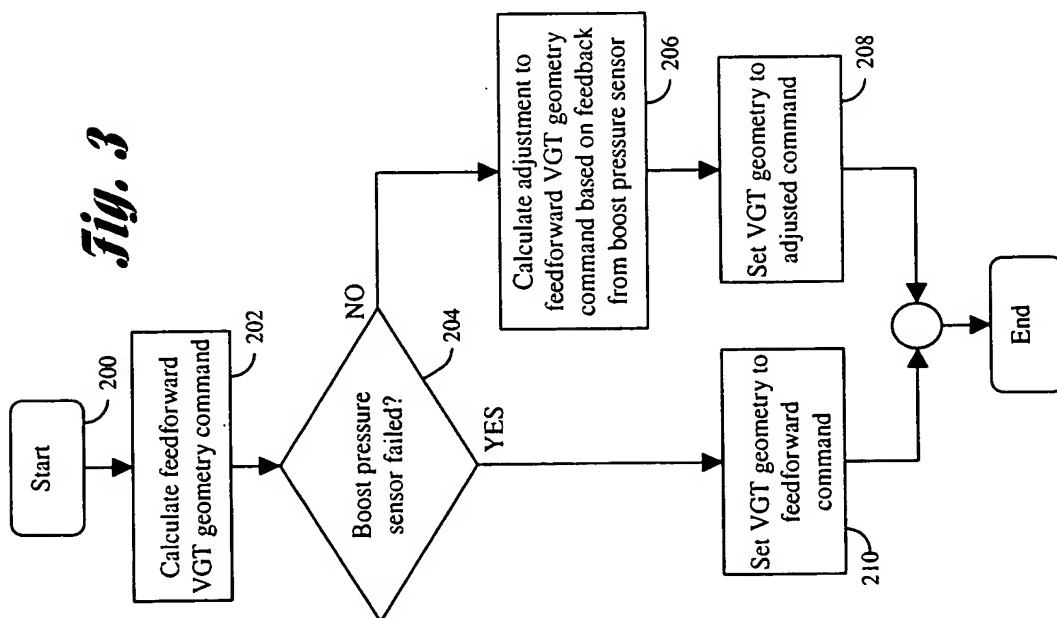 Fig. 3
Start
200
Calculate feedforward
VGT geometry command
202
Boost pressure
sensor failed?
204
NO
YES
Calculate adjustment to
feedforward VGT geometry
command based on feedback
from boost pressure sensor
206
Set VGT geometry to
adjusted command
208
Set VGT geometry to
feedforward
command
210
End